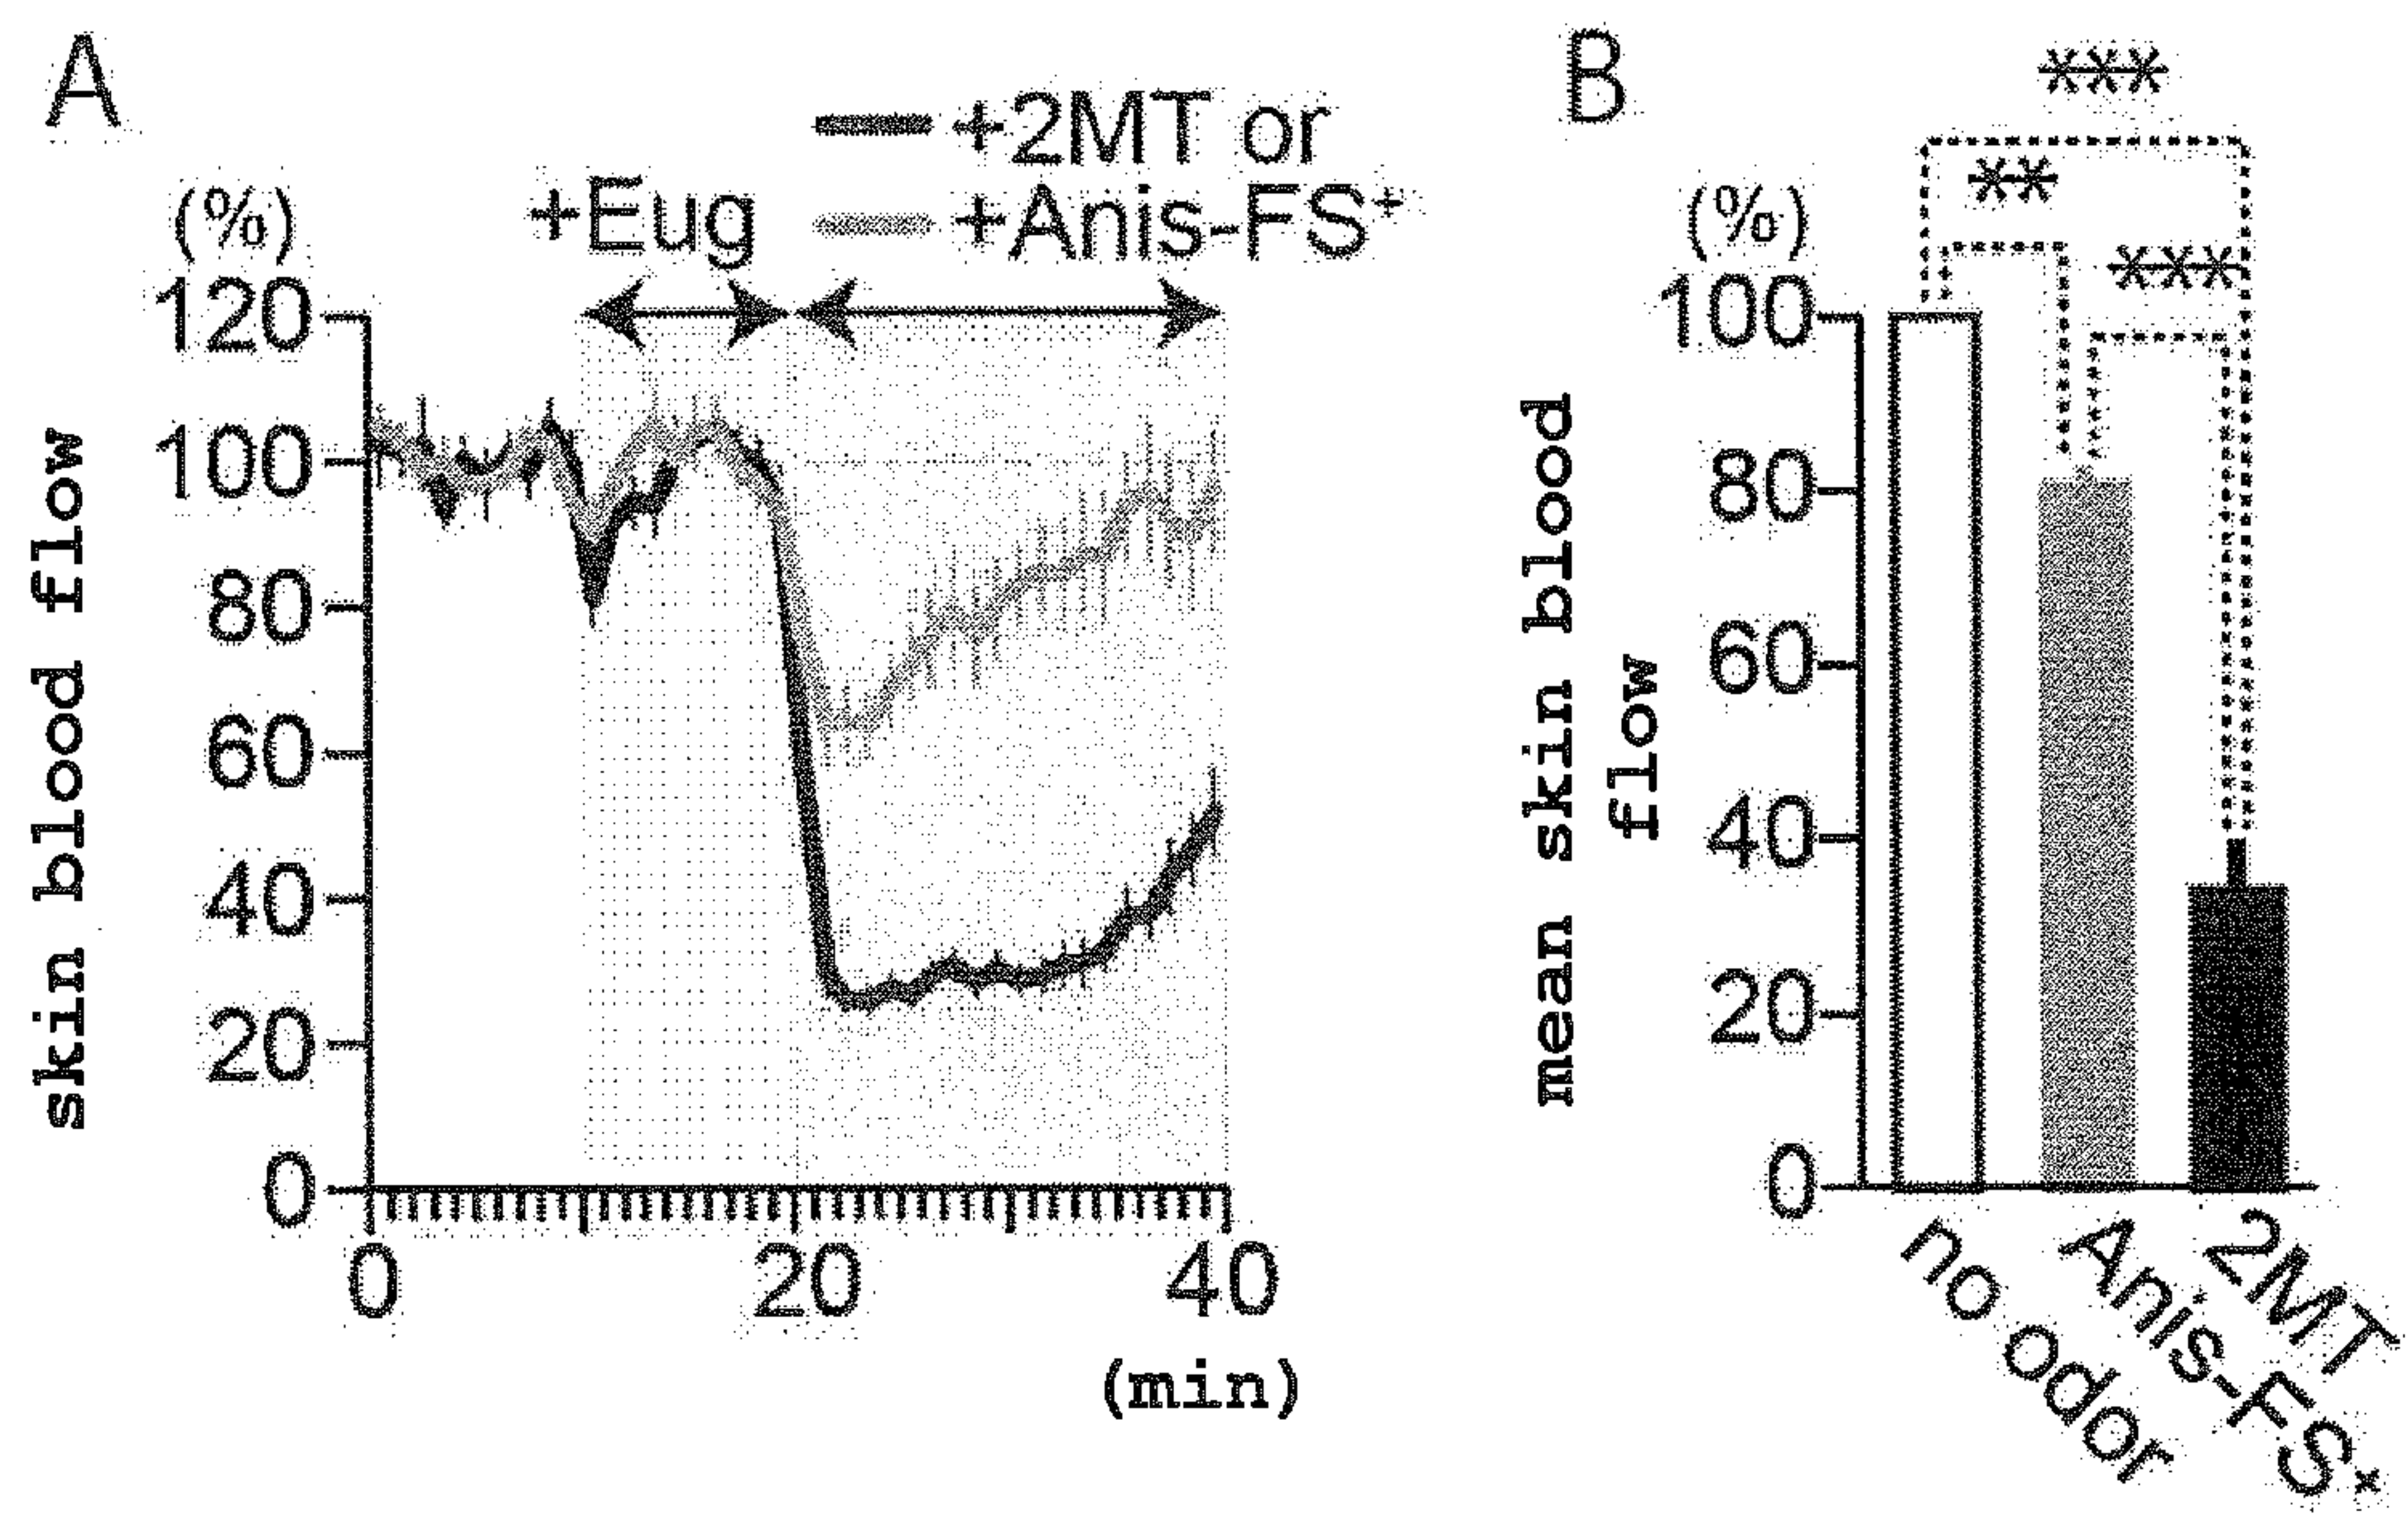 A
+2MT or
+Eug
+Anis-FS+
(%)
120
100
80
60
40
20
0
skin blood flow
0
20
40
(min)
B
***
**
***
(%)
100
80
60
40
20
0
mean skin blood
flow
no odor
Anis-FS+
2MT